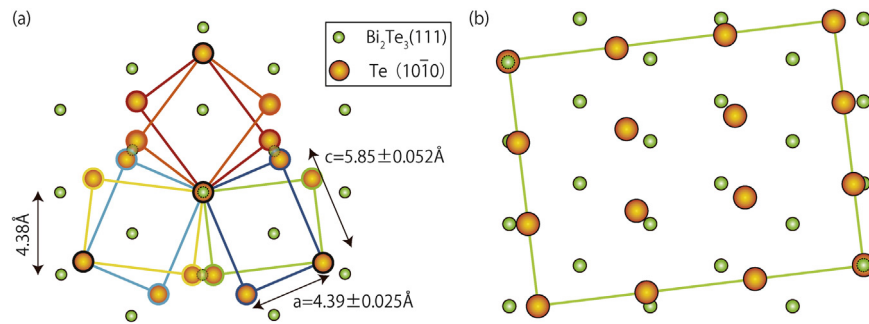 (a)
Bi₂Te₃(111)
Te (101̄0)
c=5.85±0.052Å
4.38Å
a=4.39±0.025Å
(b)